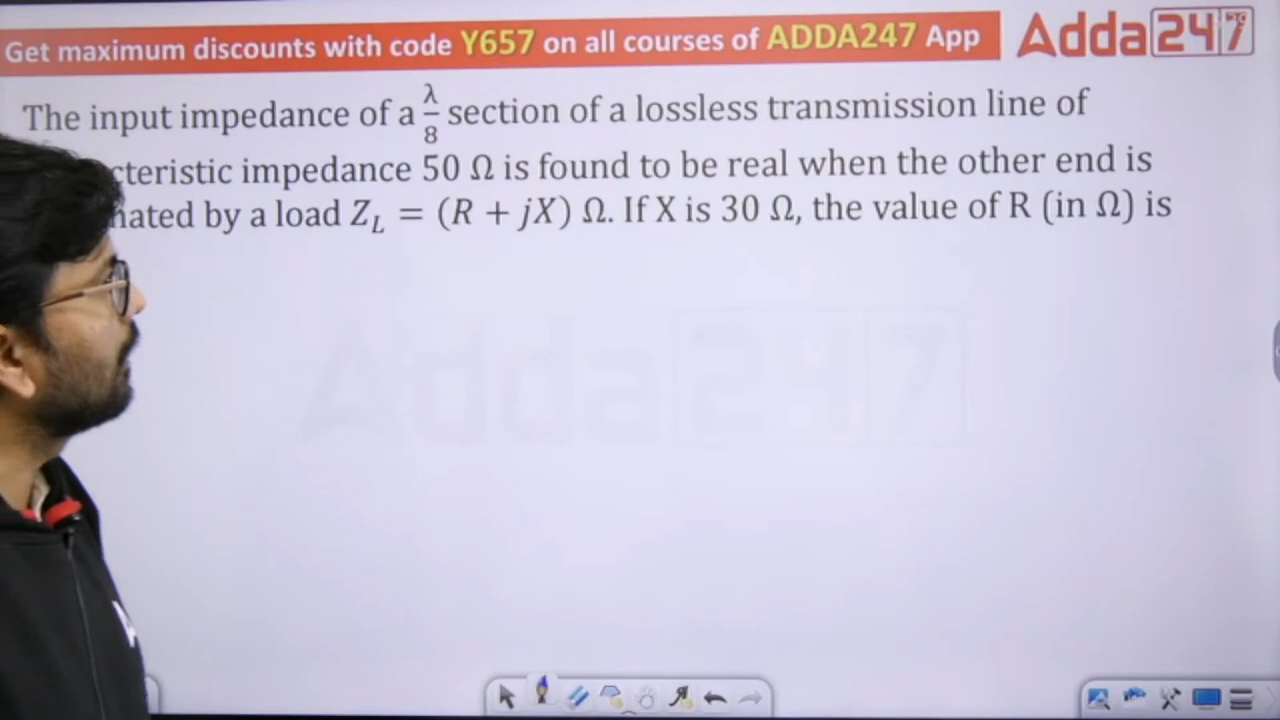 Get maximum discounts with code Y657 on all courses of ADDA247 App
Adda247
The input impedance of a λ/8 section of a lossless transmission line of
cteristic impedance 50 Ω is found to be real when the other end is
nated by a load Z_L = (R + jX) Ω. If X is 30 Ω, the value of R (in Ω) is
Adda247